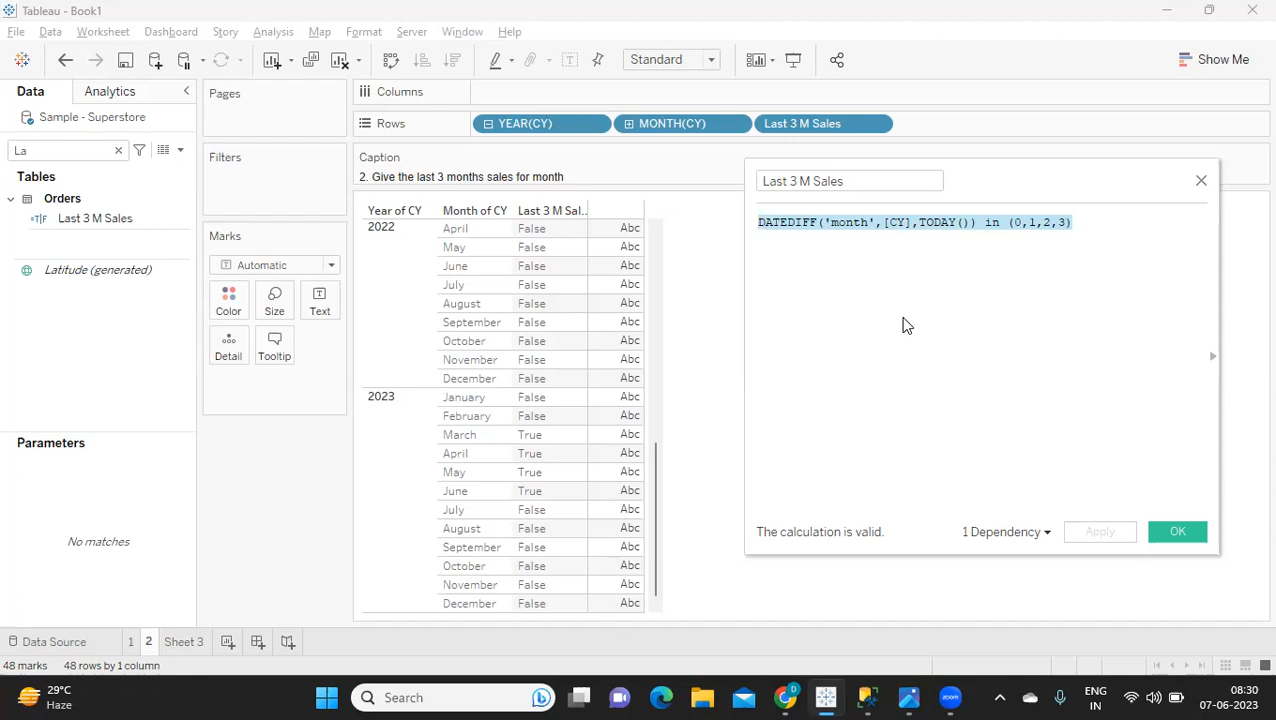 Tableau - Book1
File Data Worksheet Dashboard Story Analysis Map Format Server Window Help
Standard
Show Me
Data Analytics
Sample - Superstore
La
Tables
Orders
Last 3 M Sales
Latitude (generated)
Parameters
No matches
Pages
Filters
Marks
Automatic
Color Size Text
Detail Tooltip
Columns
Rows YEAR(CY) MONTH(CY) Last 3 M Sales
Caption
2. Give the last 3 months sales for month
Year of CY Month of CY Last 3 M Sal..
2022 April False Abc
May False Abc
June False Abc
July False Abc
August False Abc
September False Abc
October False Abc
November False Abc
December False Abc
2023 January False Abc
February False Abc
March True Abc
April True Abc
May True Abc
June True Abc
July False Abc
August False Abc
September False Abc
October False Abc
November False Abc
December False Abc
Last 3 M Sales
DATEDIFF('month',[CY],TODAY()) in (0,1,2,3)
The calculation is valid. 1 Dependency Apply OK
Data Source 1 2 Sheet 3
48 marks 48 rows by 1 column
29°C
Haze
Search
zoom
ENG
IN
08:30
07-06-2023